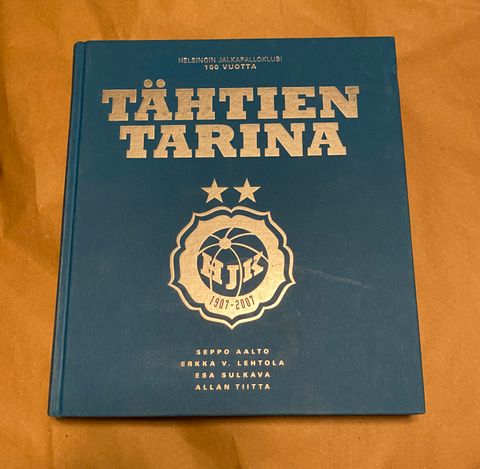 HELSINGIN JALKAPALLOKLUBI
100 VUOTTA
TÄHTIEN
TARINA
HJK
1907-2007
SEPPO AALTO
ERKKA V. LEHTOLA
ESA SULKAVA
ALLAN TIITTA